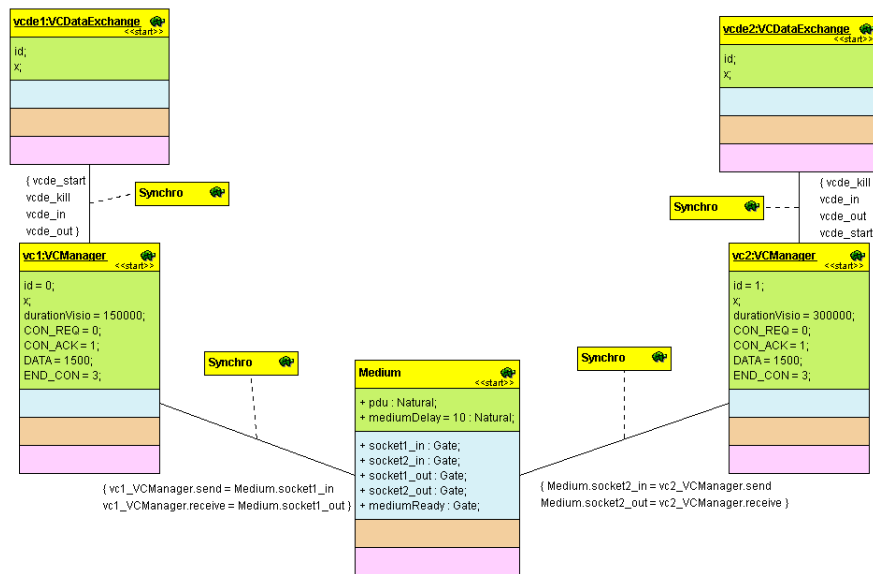 vcde1:VCDataExchange
<<start>>
id;
x;
vcde2:VCDataExchange
<<start>>
id;
x;
{ vcde_start
vcde_kill
vcde_in
vcde_out }
Synchro
{ vcde_kill
vcde_in
vcde_out
vcde_start
Synchro
vc1:VCManager
<<start>>
id = 0;
x;
durationVisio = 150000;
CON_REQ = 0;
CON_ACK = 1;
DATA = 1500;
END_CON = 3;
vc2:VCManager
<<start>>
id = 1;
x;
durationVisio = 300000;
CON_REQ = 0;
CON_ACK = 1;
DATA = 1500;
END_CON = 3;
Synchro
Synchro
Medium
<<start>>
+ pdu : Natural;
+ mediumDelay = 10 : Natural;
+ socket1_in : Gate;
+ socket2_in : Gate;
+ socket1_out : Gate;
+ socket2_out : Gate;
+ mediumReady : Gate;
{ vc1_VCManager.send = Medium.socket1_in
vc1_VCManager.receive = Medium.socket1_out }
{ Medium.socket2_in = vc2_VCManager.send
Medium.socket2_out = vc2_VCManager.receive }